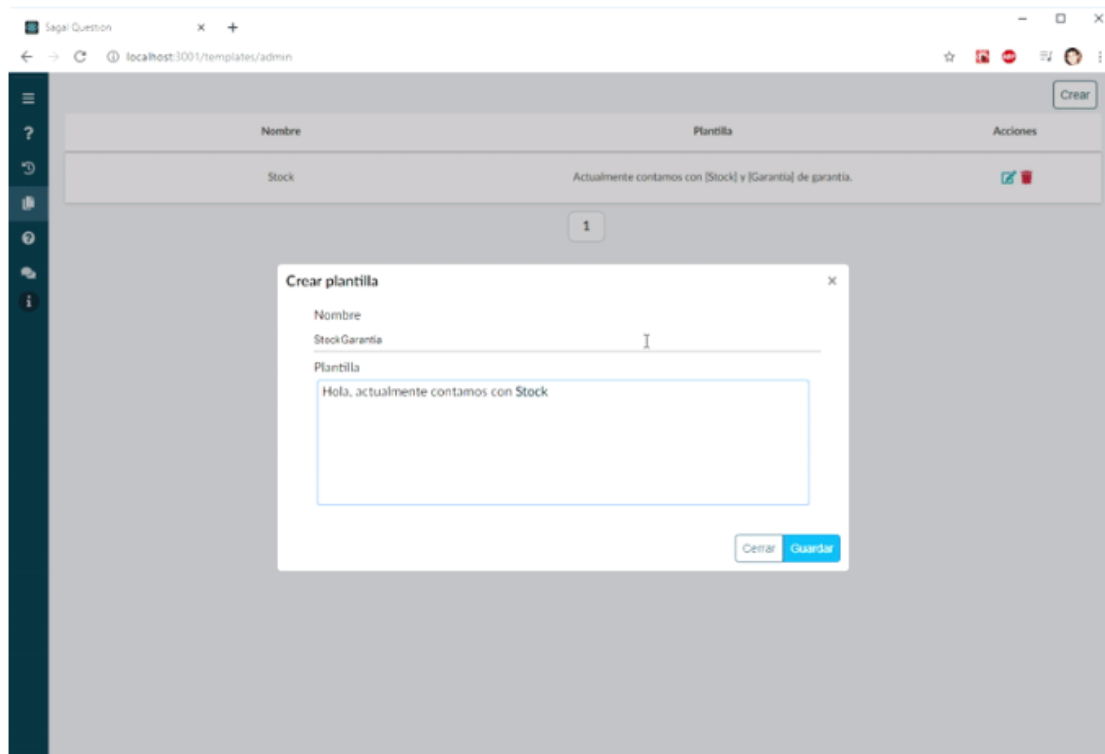 Sagal Question
localhost:3001/templates/admin
Crear
Nombre Plantilla Acciones
Stock Actualmente contamos con [Stock] y [Garantía] de garantía.
1
Crear plantilla
Nombre
StockGarantia
Plantilla
Hola, actualmente contamos con Stock
Cerrar Guardar